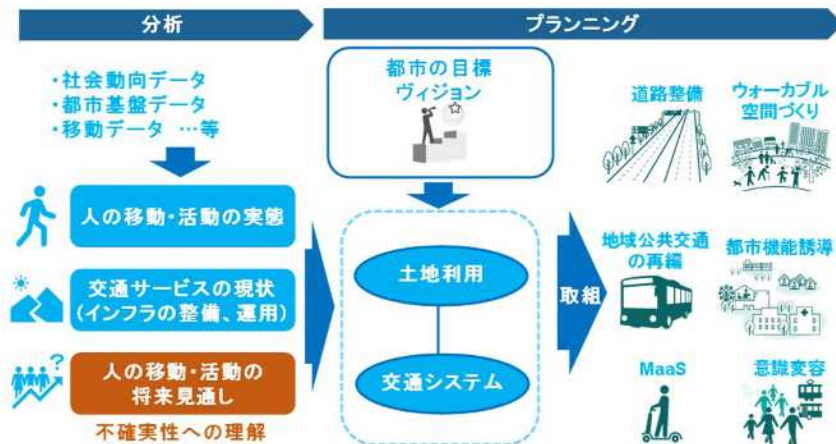 分析
プランニング
・社会動向データ
・都市基盤データ
・移動データ …等
人の移動・活動の実態
交通サービスの現状
(インフラの整備、運用)
?
人の移動・活動の
将来見通し
不確実性への理解
都市の目標
ヴィジョン
土地利用
交通システム
取組
道路整備
ウォーカブル
空間づくり
地域公共交通
の再編
都市機能誘導
MaaS
意識変容